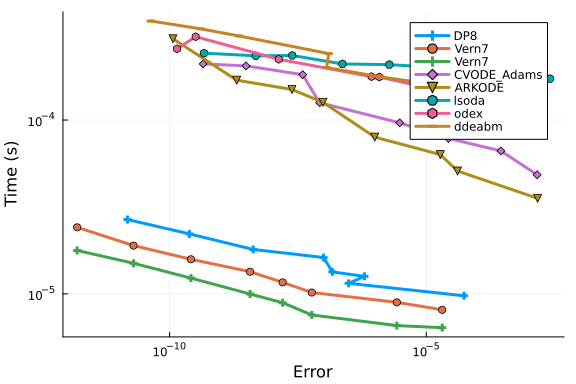 DP8
Vern7
Vern7
CVODE_Adams
ARKODE
lsoda
odex
ddeabm
Time (s)
10⁻⁴
10⁻⁵
10⁻¹⁰
10⁻⁵
Error